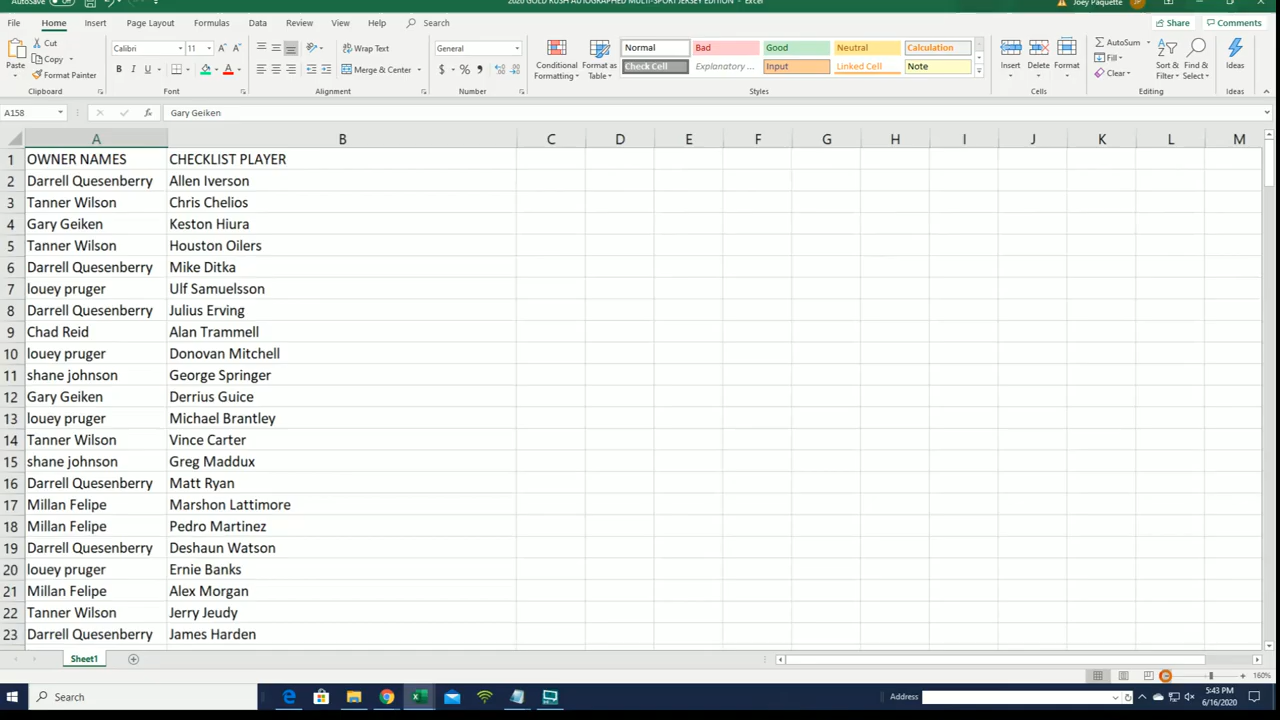 AutoSave
2020 GOLD RUSH AUTOGRAPHED MULTI-SPORT JERSEY EDITION - Excel
Joey Paquette
JP
File Home Insert Page Layout Formulas Data Review View Help Search
Share Comments
Paste
Cut
Copy
Format Painter
Clipboard
Calibri 11
B I U
Font
Wrap Text
Merge & Center
Alignment
General
$ % ,
Number
Conditional Formatting
Format as Table
Normal Bad Good Neutral Calculation
Check Cell Explanatory ... Input Linked Cell Note
Styles
Insert Delete Format
Cells
AutoSum
Fill
Clear
Sort & Filter
Find & Select
Editing
Ideas
Ideas
A158 fx Gary Geiken
A B C D E F G H I J K L M
1 OWNER NAMES CHECKLIST PLAYER
2 Darrell Quesenberry Allen Iverson
3 Tanner Wilson Chris Chelios
4 Gary Geiken Keston Hiura
5 Tanner Wilson Houston Oilers
6 Darrell Quesenberry Mike Ditka
7 louey pruger Ulf Samuelsson
8 Darrell Quesenberry Julius Erving
9 Chad Reid Alan Trammell
10 louey pruger Donovan Mitchell
11 shane johnson George Springer
12 Gary Geiken Derrius Guice
13 louey pruger Michael Brantley
14 Tanner Wilson Vince Carter
15 shane johnson Greg Maddux
16 Darrell Quesenberry Matt Ryan
17 Millan Felipe Marshon Lattimore
18 Millan Felipe Pedro Martinez
19 Darrell Quesenberry Deshaun Watson
20 louey pruger Ernie Banks
21 Millan Felipe Alex Morgan
22 Tanner Wilson Jerry Jeudy
23 Darrell Quesenberry James Harden
Sheet1
160%
Search
Address
5:43 PM
6/16/2020